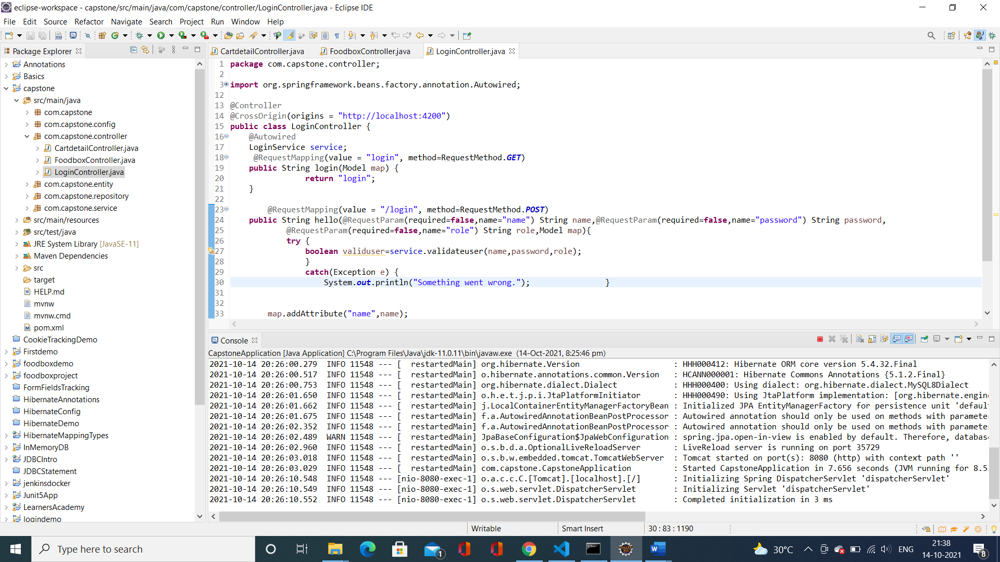 eclipse-workspace - capstone/src/main/java/com/capstone/controller/LoginController.java - Eclipse IDE
File Edit Source Refactor Navigate Search Project Run Window Help
Package Explorer
Annotations
Basics
capstone
src/main/java
com.capstone
com.capstone.config
com.capstone.controller
CartdetailController.java
FoodboxController.java
LoginController.java
com.capstone.entity
com.capstone.repository
com.capstone.service
src/main/resources
src/test/java
JRE System Library [JavaSE-11]
Maven Dependencies
src
target
HELP.md
mvnw
mvnw.cmd
pom.xml
CookieTrackingDemo
Firstdemo
foodboxdemo
foodboxproject
FormFieldsTracking
HibernateAnnotations
HibernateConfig
HibernateDemo
HibernateMappingTypes
InMemoryDB
JDBCIntro
JDBCStatement
jenkinsdocker
Junit5App
LearnersAcademy
logindemo
CartdetailController.java FoodboxController.java LoginController.java
1 package com.capstone.controller;
2
3 import org.springframework.beans.factory.annotation.Autowired;
12
13 @Controller
14 @CrossOrigin(origins = "http://localhost:4200")
15 public class LoginController {
16 @Autowired
17 LoginService service;
18 @RequestMapping(value = "login", method=RequestMethod.GET)
19 public String login(Model map) {
20 return "login";
21 }
22
23 @RequestMapping(value = "/login", method=RequestMethod.POST)
24 public String hello(@RequestParam(required=false,name="name") String name,@RequestParam(required=false,name="password") String password,
25 @RequestParam(required=false,name="role") String role,Model map){
26 try {
27 boolean validuser=service.validateuser(name,password,role);
28 }
29 catch(Exception e) {
30 System.out.println("Something went wrong."); }
31
32
33 map.addAttribute("name",name);
Console
CapstoneApplication [Java Application] C:\Program Files\Java\jdk-11.0.11\bin\javaw.exe (14-Oct-2021, 8:25:46 pm)
2021-10-14 20:26:00.279 INFO 11548 --- [ restartedMain] org.hibernate.Version : HHH000412: Hibernate ORM core version 5.4.32.Final
2021-10-14 20:26:00.517 INFO 11548 --- [ restartedMain] o.hibernate.annotations.common.Version : HCANN000001: Hibernate Commons Annotations {5.1.2.Final}
2021-10-14 20:26:00.753 INFO 11548 --- [ restartedMain] org.hibernate.dialect.Dialect : HHH000400: Using dialect: org.hibernate.dialect.MySQL8Dialect
2021-10-14 20:26:01.650 INFO 11548 --- [ restartedMain] o.h.e.t.j.p.i.JtaPlatformInitiator : HHH000490: Using JtaPlatform implementation: [org.hibernate.engin
2021-10-14 20:26:01.662 INFO 11548 --- [ restartedMain] j.LocalContainerEntityManagerFactoryBean : Initialized JPA EntityManagerFactory for persistence unit 'defaul
2021-10-14 20:26:01.675 INFO 11548 --- [ restartedMain] f.a.AutowiredAnnotationBeanPostProcessor : Autowired annotation should only be used on methods with paramete
2021-10-14 20:26:02.352 INFO 11548 --- [ restartedMain] f.a.AutowiredAnnotationBeanPostProcessor : Autowired annotation should only be used on methods with paramete
2021-10-14 20:26:02.489 WARN 11548 --- [ restartedMain] JpaBaseConfiguration$JpaWebConfiguration : spring.jpa.open-in-view is enabled by default. Therefore, databas
2021-10-14 20:26:02.960 INFO 11548 --- [ restartedMain] o.s.b.d.a.OptionalLiveReloadServer : LiveReload server is running on port 35729
2021-10-14 20:26:03.018 INFO 11548 --- [ restartedMain] o.s.b.w.embedded.tomcat.TomcatWebServer : Tomcat started on port(s): 8080 (http) with context path ''
2021-10-14 20:26:03.029 INFO 11548 --- [ restartedMain] com.capstone.CapstoneApplication : Started CapstoneApplication in 7.656 seconds (JVM running for 8.5
2021-10-14 20:26:10.548 INFO 11548 --- [nio-8080-exec-1] o.a.c.c.C.[Tomcat].[localhost].[/] : Initializing Spring DispatcherServlet 'dispatcherServlet'
2021-10-14 20:26:10.549 INFO 11548 --- [nio-8080-exec-1] o.s.web.servlet.DispatcherServlet : Initializing Servlet 'dispatcherServlet'
2021-10-14 20:26:10.552 INFO 11548 --- [nio-8080-exec-1] o.s.web.servlet.DispatcherServlet : Completed initialization in 3 ms
Writable Smart Insert 30 : 83 : 1190
Type here to search
1
30°C ENG 21:38
14-10-2021
8